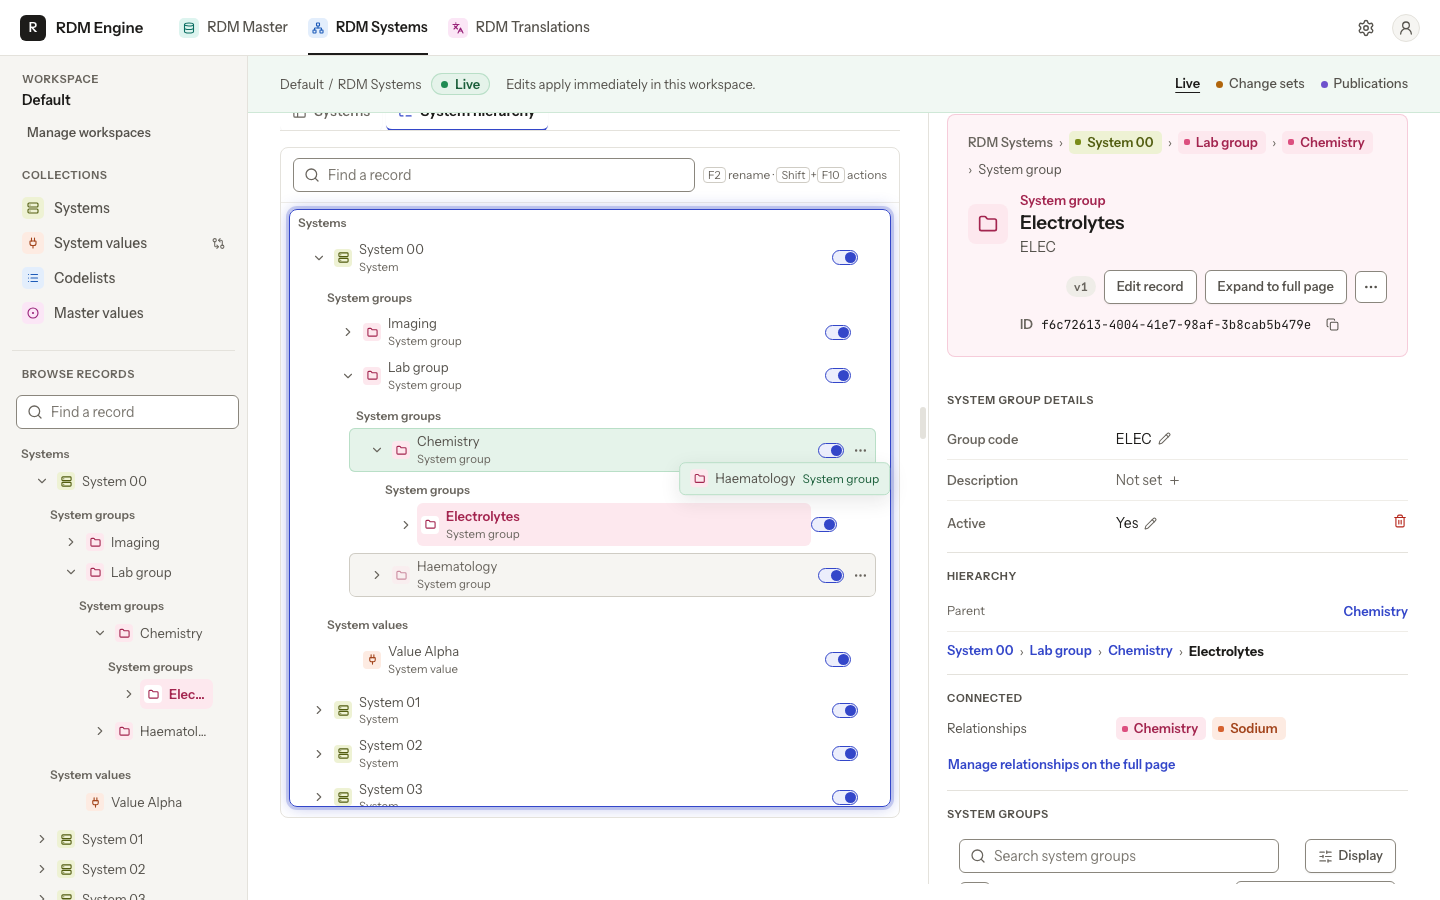 R RDM Engine RDM Master RDM Systems RDM Translations
WORKSPACE
Default
Manage workspaces
COLLECTIONS
Systems
System values
Codelists
Master values
BROWSE RECORDS
Find a record
Systems
System 00
System groups
Imaging
Lab group
System groups
Chemistry
System groups
Elec...
Haematol...
System values
Value Alpha
System 01
System 02
System 03
Default / RDM Systems Live Edits apply immediately in this workspace.
Live Change sets Publications
Systems System hierarchy
Find a record F2 rename · Shift + F10 actions
Systems
System 00
System
System groups
Imaging
System group
Lab group
System group
System groups
Chemistry
System group
Haematology System group
System groups
Electrolytes
System group
Haematology
System group
System values
Value Alpha
System value
System 01
System
System 02
System
System 03
System
RDM Systems › System 00 › Lab group › Chemistry
› System group
System group
Electrolytes
ELEC
v1 Edit record Expand to full page ...
ID f6c72613-4004-41e7-98af-3b8cab5b479e
SYSTEM GROUP DETAILS
Group code ELEC
Description Not set +
Active Yes
HIERARCHY
Parent Chemistry
System 00 › Lab group › Chemistry › Electrolytes
CONNECTED
Relationships Chemistry Sodium
Manage relationships on the full page
SYSTEM GROUPS
Search system groups Display